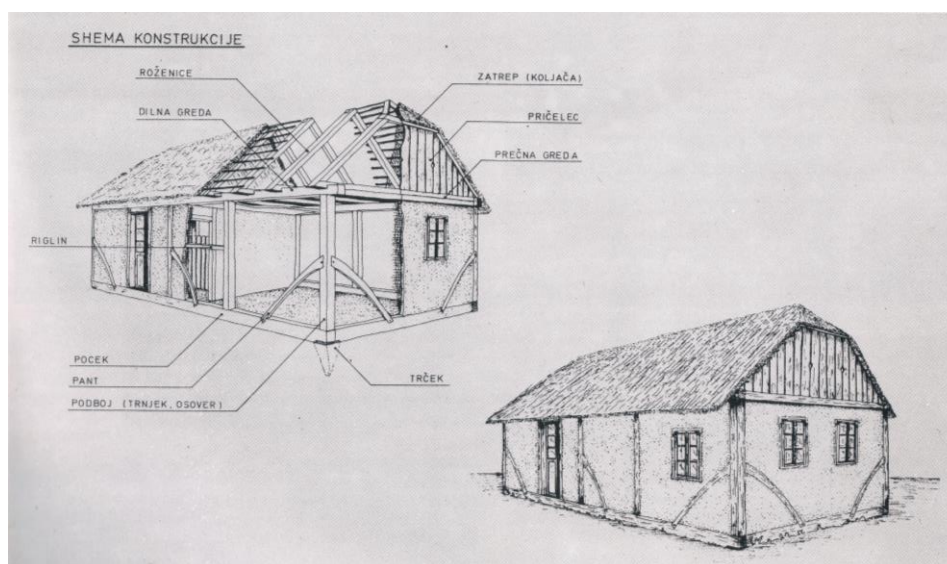 SHEMA KONSTRUKCIJE
ROŽENICE
DILNA GREDA
ZATREP (KOLJAČA)
PRIČELEC
PREČNA GREDA
RIGLIN
POCEK
PANT
PODBOJ (TRNJEK, OSOVER)
TRČEK